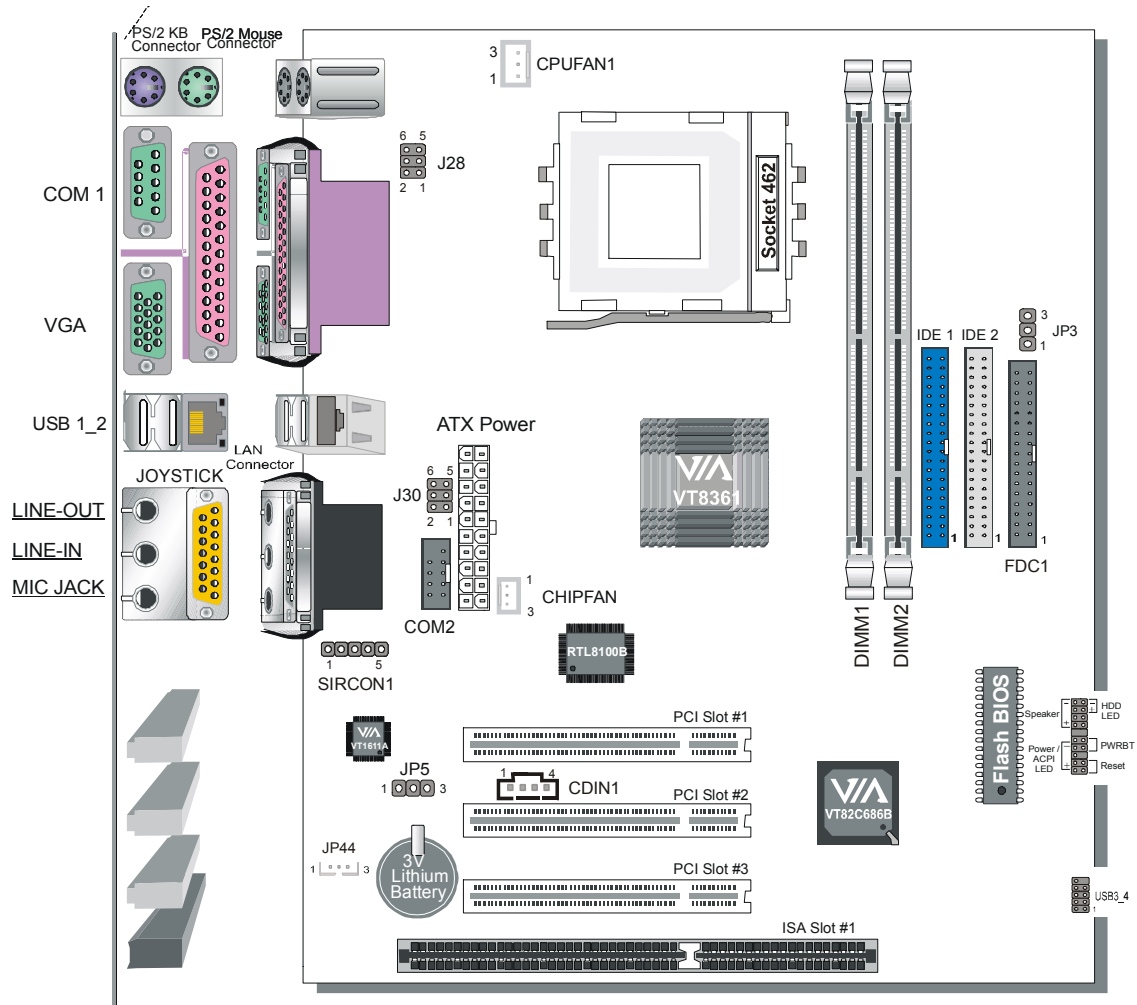 PS/2 KB
Connector
PS/2 Mouse
Connector
3
CPUFAN1
1
6 5
J28
2 1
COM 1
Socket 462
VGA
3
JP3
1
IDE 1
IDE 2
USB 1_2
LAN
Connector
ATX Power
VIA
VT8361
JOYSTICK
6 5
J30
2 1
LINE-OUT
LINE-IN
MIC JACK
1
1
1
FDC1
1
CHIPFAN
3
COM2
DIMM1
DIMM2
RTL8100B
1 5
SIRCON1
Flash BIOS
Speaker
- -
+
+
HDD
LED
Power /
ACPI
LED
-
+
PWRBT
Reset
VIA
VT1611A
PCI Slot #1
JP5
1 3
1 4
CDIN1
PCI Slot #2
VIA
VT82C686B
JP44
1 3
3V
Lithium
Battery
PCI Slot #3
USB3_4
1
ISA Slot #1